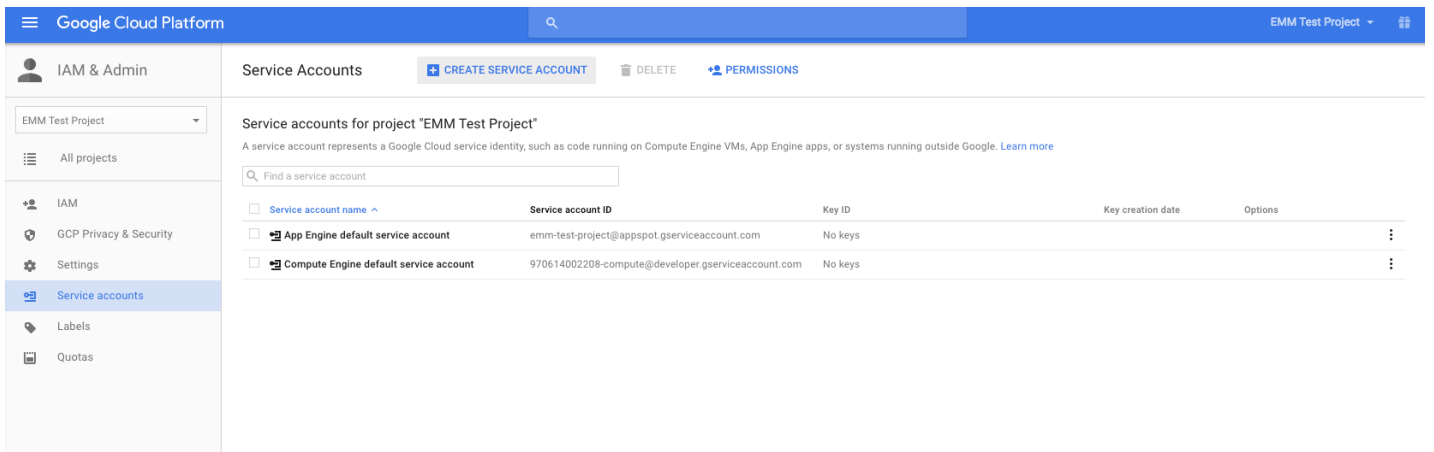 Google Cloud Platform
EMM Test Project
IAM & Admin
Service Accounts
CREATE SERVICE ACCOUNT
DELETE
PERMISSIONS
EMM Test Project
All projects
IAM
GCP Privacy & Security
Settings
Service accounts
Labels
Quotas
Service accounts for project "EMM Test Project"
A service account represents a Google Cloud service identity, such as code running on Compute Engine VMs, App Engine apps, or systems running outside Google. Learn more
Find a service account
Service account name Service account ID Key ID Key creation date Options
App Engine default service account emm-test-project@appspot.gserviceaccount.com No keys
Compute Engine default service account 970614002208-compute@developer.gserviceaccount.com No keys